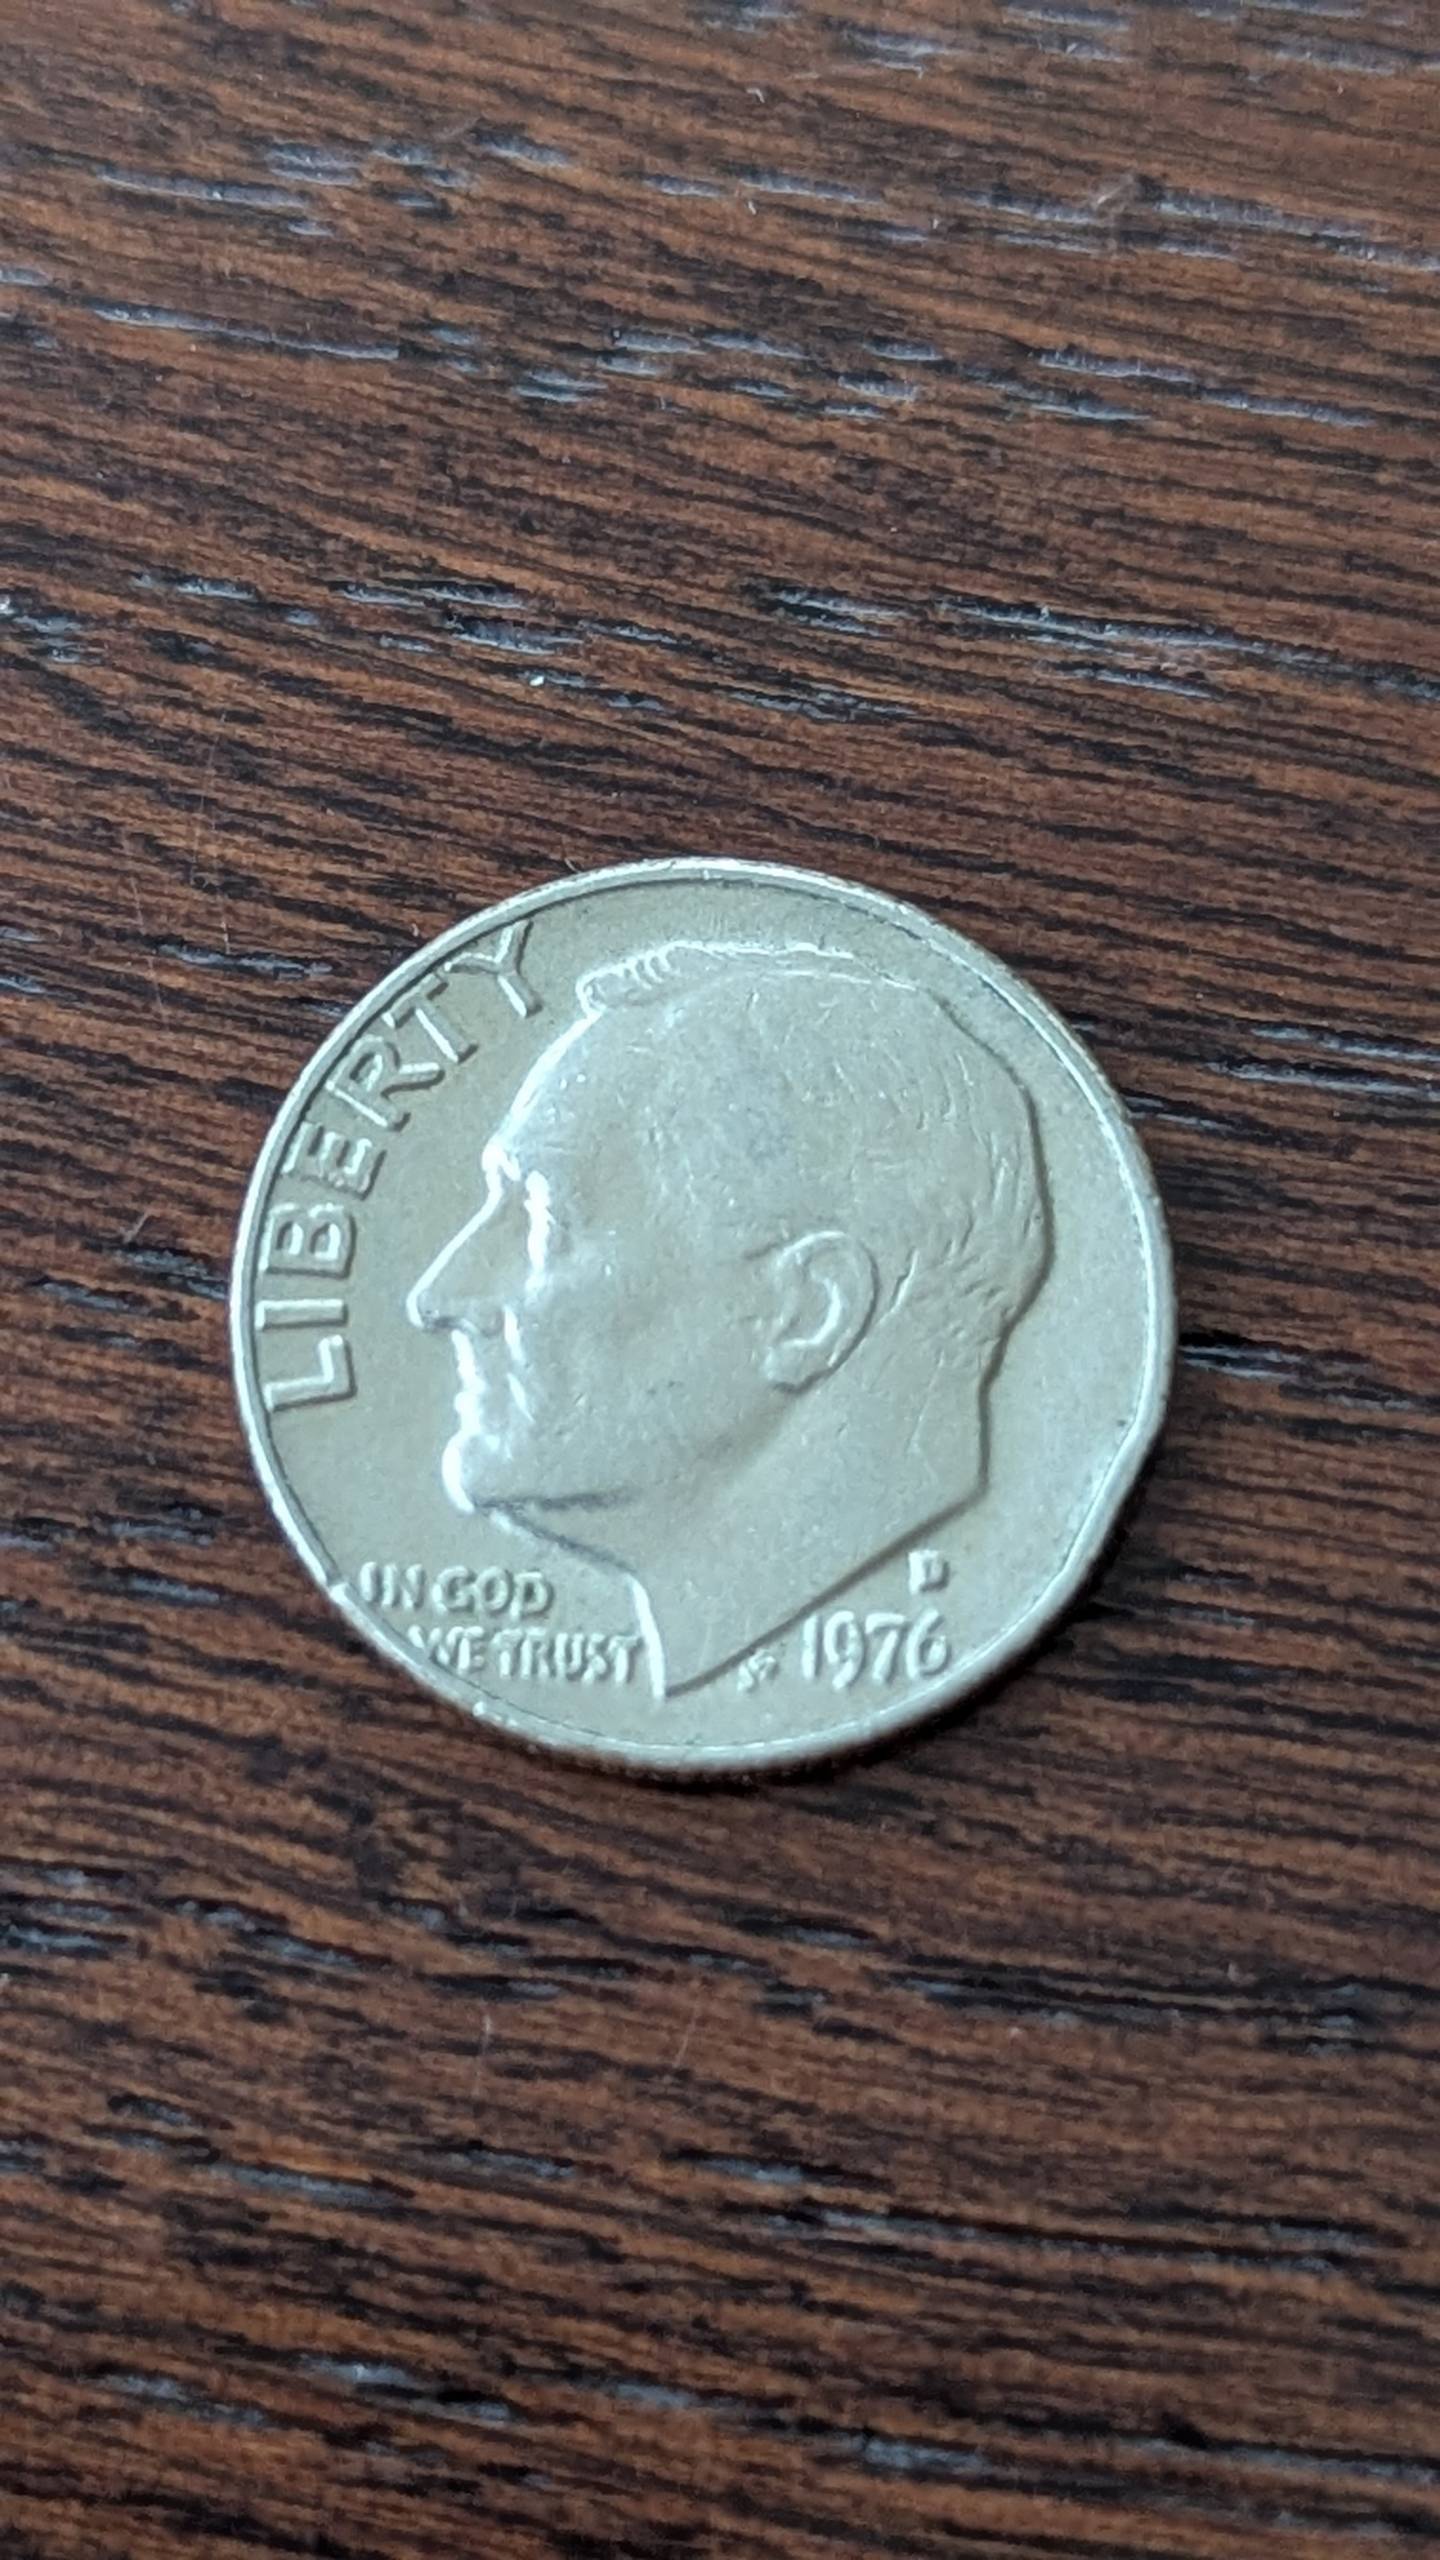 LIBERTY
IN GOD
WE TRUST
D
JS 1976